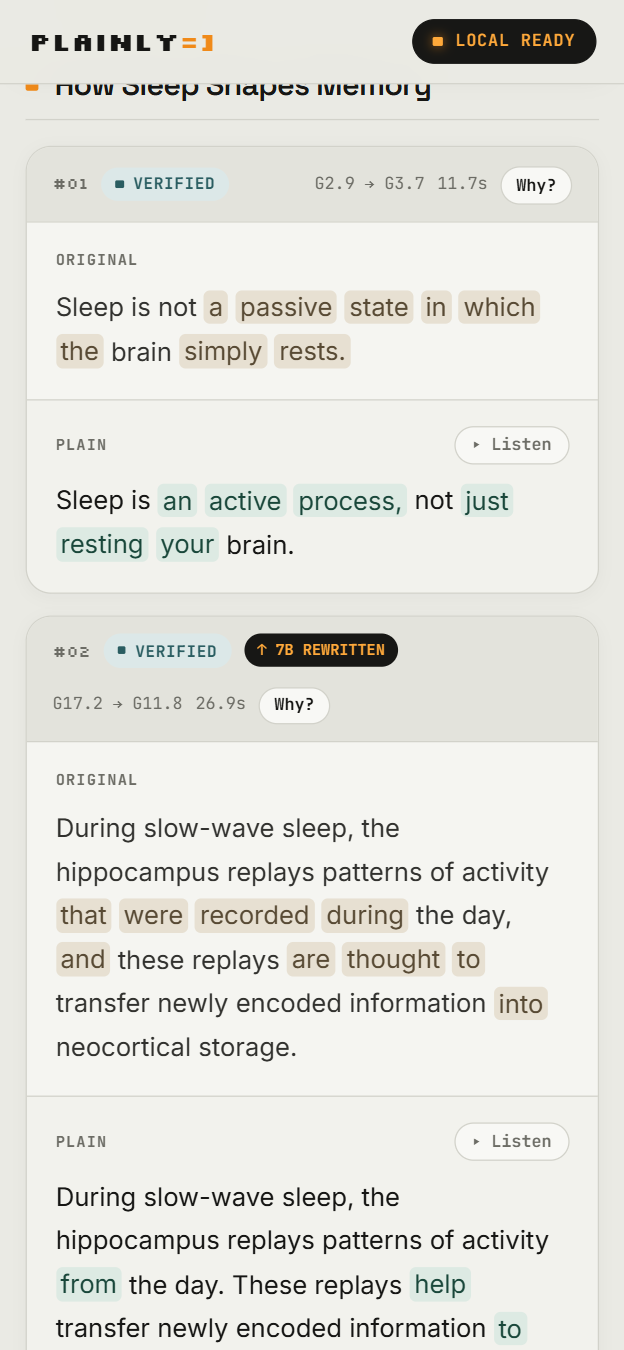 PLAINLY=]
LOCAL READY
How Sleep Shapes Memory
#01
VERIFIED
G2.9 → G3.7 11.7s
Why?
ORIGINAL
Sleep is not a passive state in which
the brain simply rests.
PLAIN
▸ Listen
Sleep is an active process, not just
resting your brain.
#02
VERIFIED
↑ 7B REWRITTEN
G17.2 → G11.8 26.9s
Why?
ORIGINAL
During slow-wave sleep, the
hippocampus replays patterns of activity
that were recorded during the day,
and these replays are thought to
transfer newly encoded information into
neocortical storage.
PLAIN
▸ Listen
During slow-wave sleep, the
hippocampus replays patterns of activity
from the day. These replays help
transfer newly encoded information to